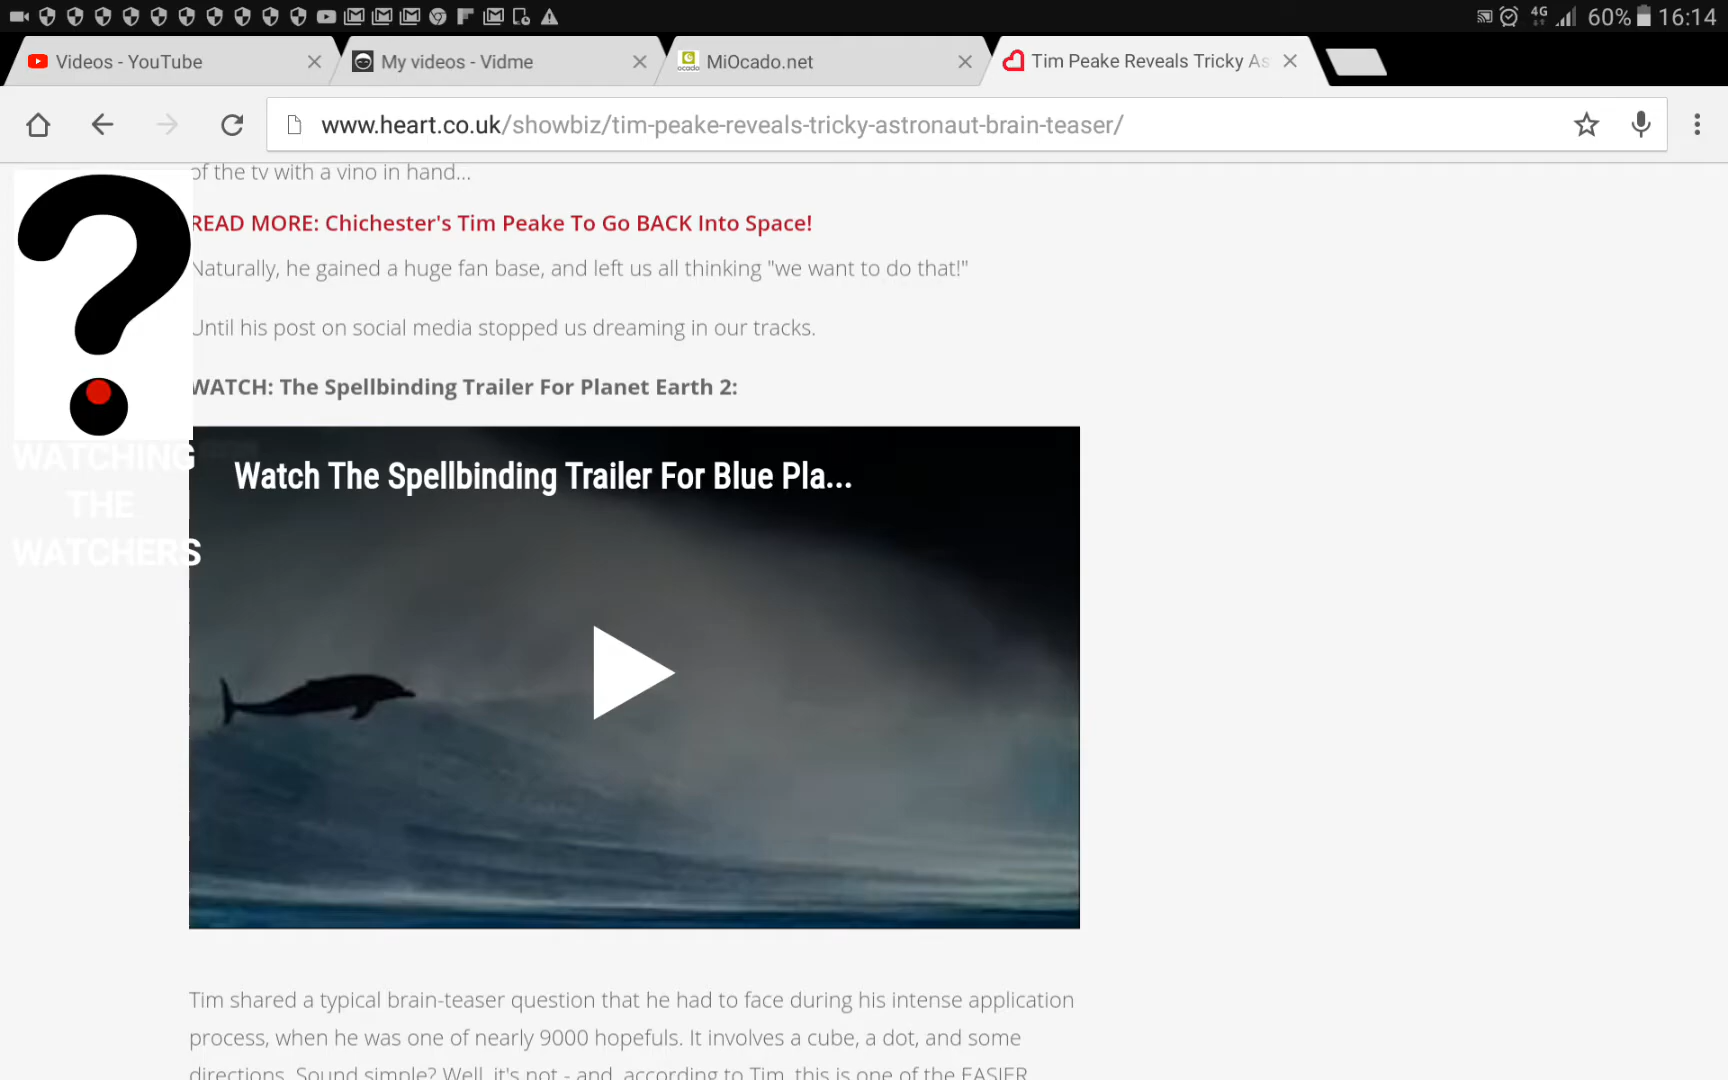 4G 60% 16:14
Videos - YouTube
My videos - Vidme
MiOcado.net
Tim Peake Reveals Tricky As
www.heart.co.uk/showbiz/tim-peake-reveals-tricky-astronaut-brain-teaser/
of the tv with a vino in hand...
READ MORE: Chichester's Tim Peake To Go BACK Into Space!
Naturally, he gained a huge fan base, and left us all thinking "we want to do that!"
Until his post on social media stopped us dreaming in our tracks.
WATCH: The Spellbinding Trailer For Planet Earth 2:
?
WATCHING
THE
WATCHERS
Watch The Spellbinding Trailer For Blue Pla...
Tim shared a typical brain-teaser question that he had to face during his intense application
process, when he was one of nearly 9000 hopefuls. It involves a cube, a dot, and some
directions. Sound simple? Well, it's not - and, according to Tim, this is one of the EASIER